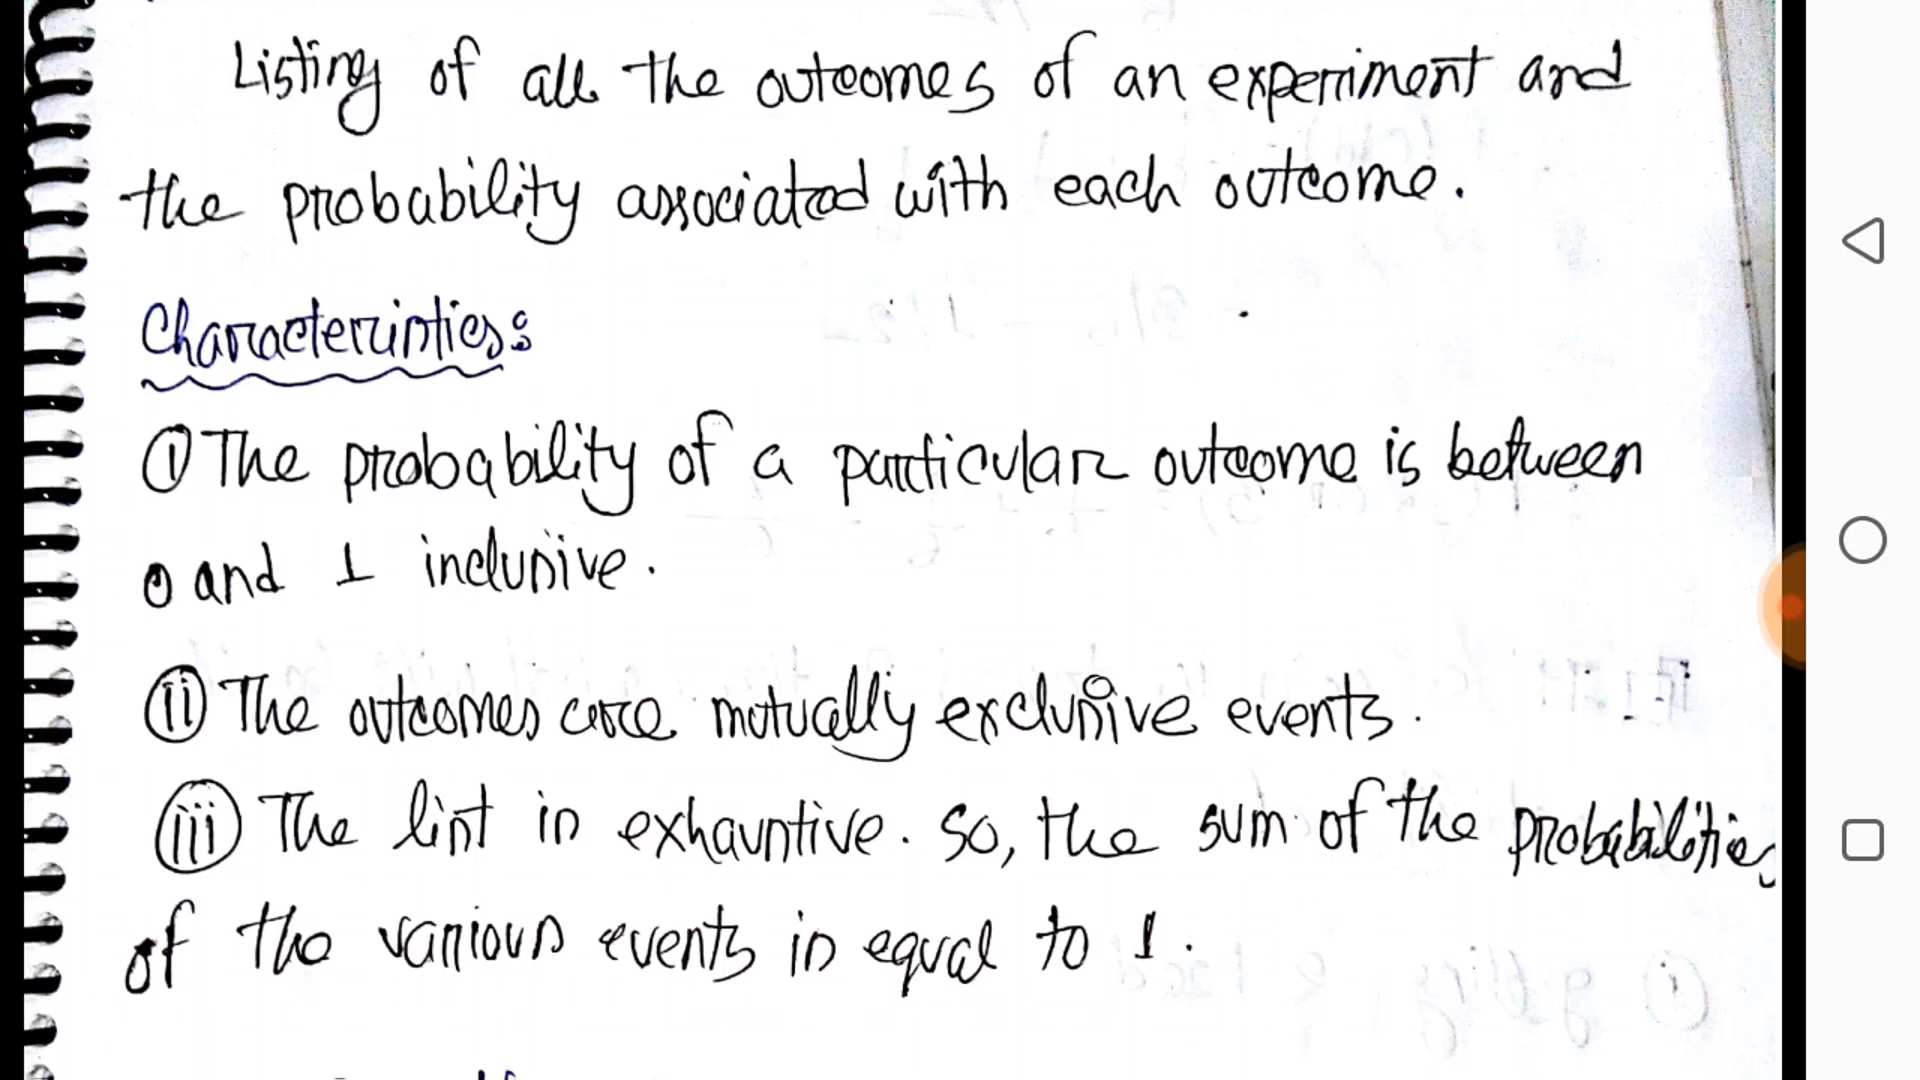 Listing of all the outcomes of an experiment and
the probability associated with each outcome.
Characteristics:
(i) The probability of a particular outcome is between
0 and 1 inclusive.
(ii) The outcomes are mutually exclusive events.
(iii) The list is exhaustive. So, the sum of the probabilities
of the various events is equal to 1.